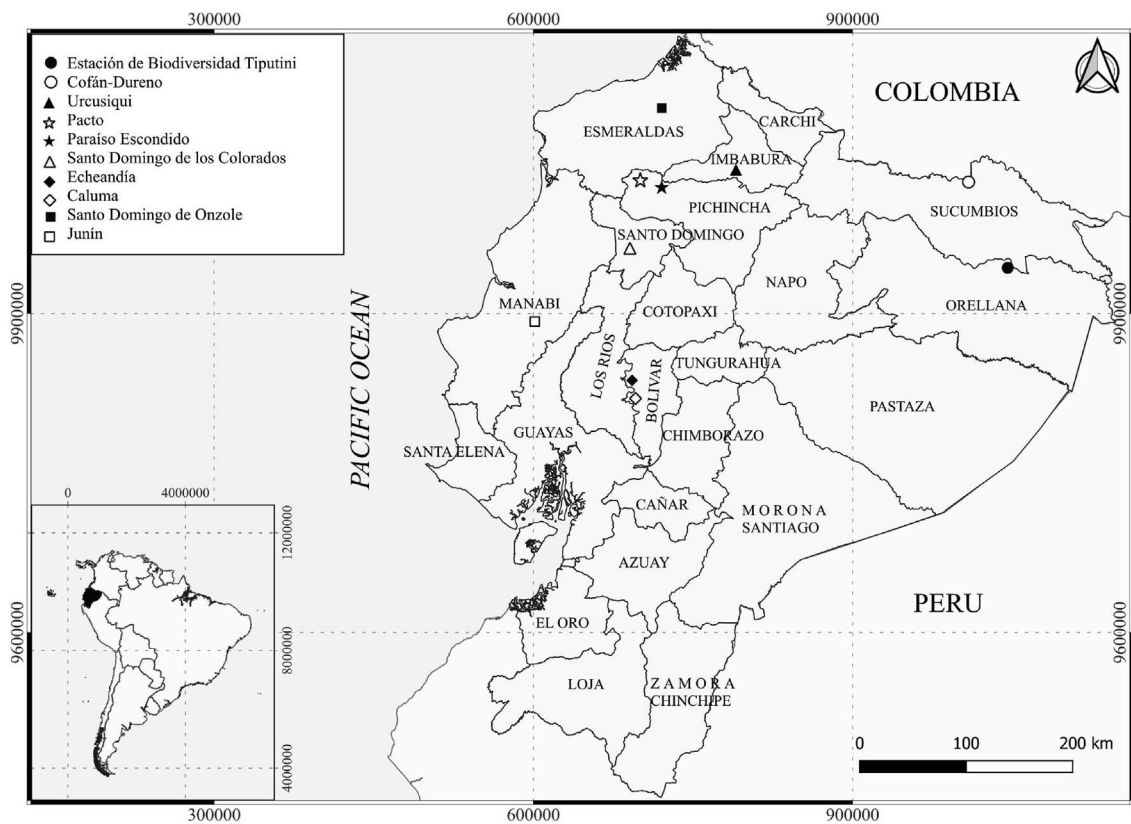 300000 600000 900000
Estación de Biodiversidad Tiputini
Cofán-Dureno
Urcusiqui
Pacto
Paraíso Escondido
Santo Domingo de los Colorados
Echeandía
Caluma
Santo Domingo de Onzole
Junín
COLOMBIA
CARCHI
ESMERALDAS
IMBABURA
PICHINCHA
SUCUMBIOS
SANTO DOMINGO
NAPO
MANABI
COTOPAXI
ORELLANA
9900000
9900000
PACIFIC OCEAN
LOS RIOS
BOLIVAR
TUNGURAHUA
PASTAZA
GUAYAS
CHIMBORAZO
SANTA ELENA
CAÑAR
MORONA
SANTIAGO
AZUAY
PERU
EL ORO
9600000
9600000
LOJA
ZAMORA
CHINCHIPE
0 4000000
12000000
8000000
4000000
0 100 200 km
300000 600000 900000